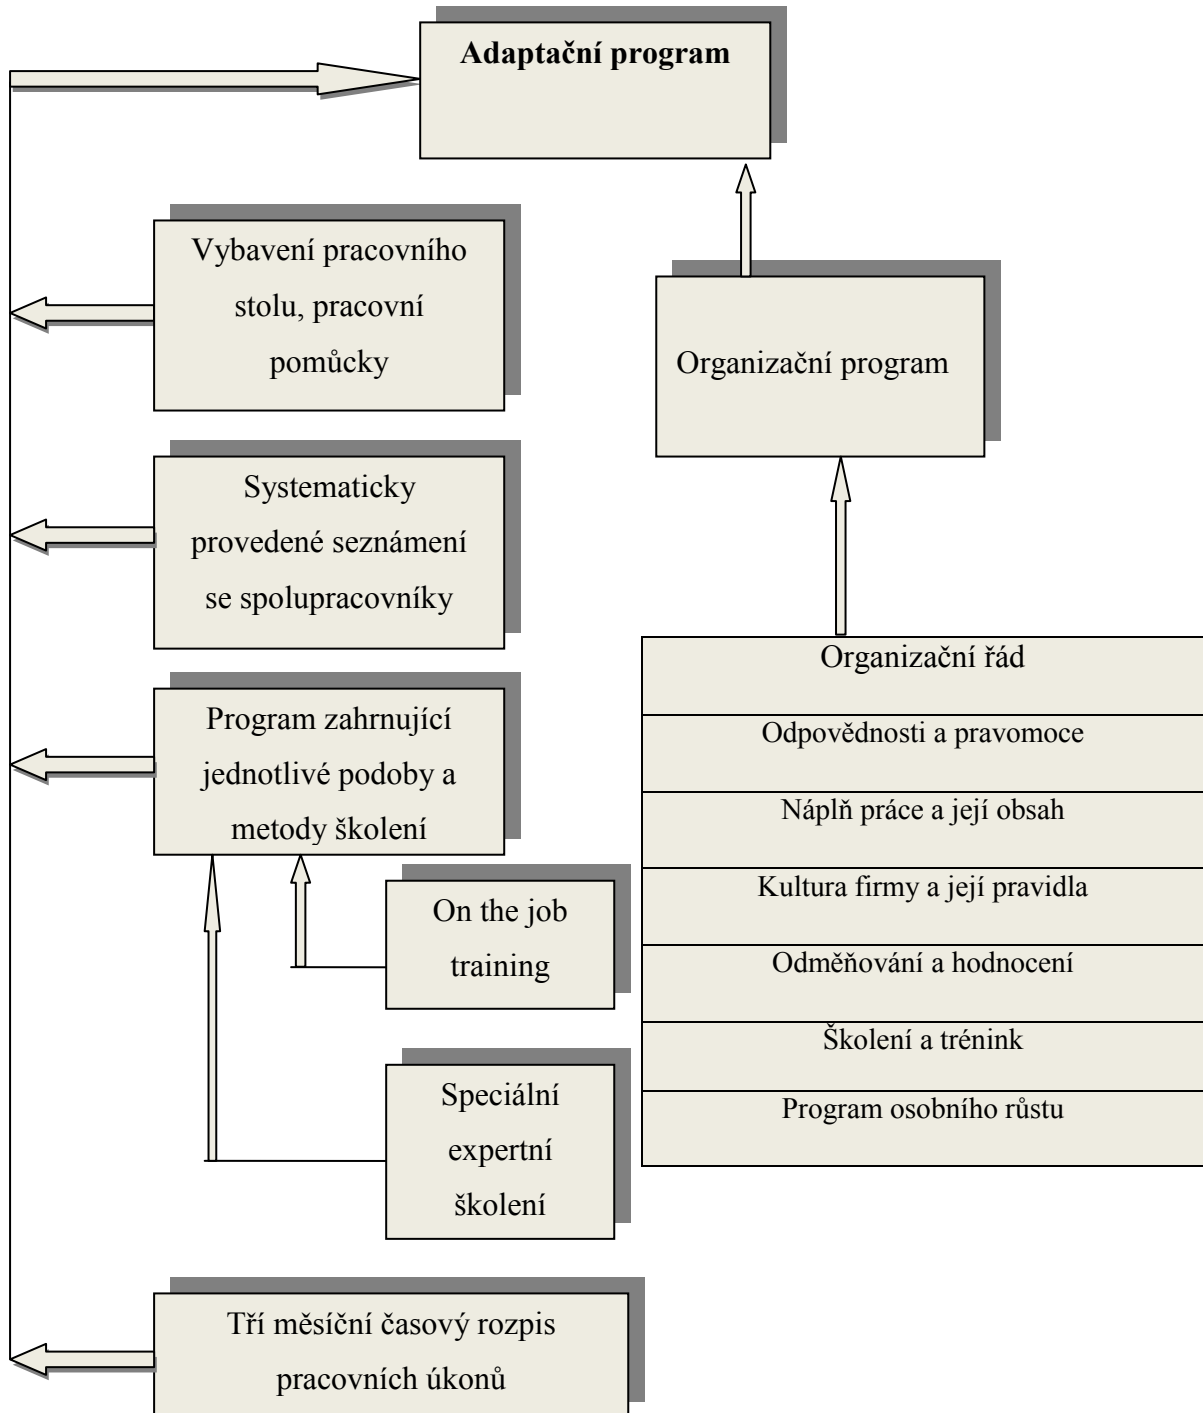 Adaptační program
Vybavení pracovního
stolu, pracovní
pomůcky
Organizační program
Systematicky
provedené seznámení
se spolupracovníky
Program zahrnující
jednotlivé podoby a
metody školení
On the job
training
Speciální
expertní
školení
Tří měsíční časový rozpis
pracovních úkonů
Organizační řád
Odpovědnosti a pravomoce
Náplň práce a její obsah
Kultura firmy a její pravidla
Odměňování a hodnocení
Školení a trénink
Program osobního růstu